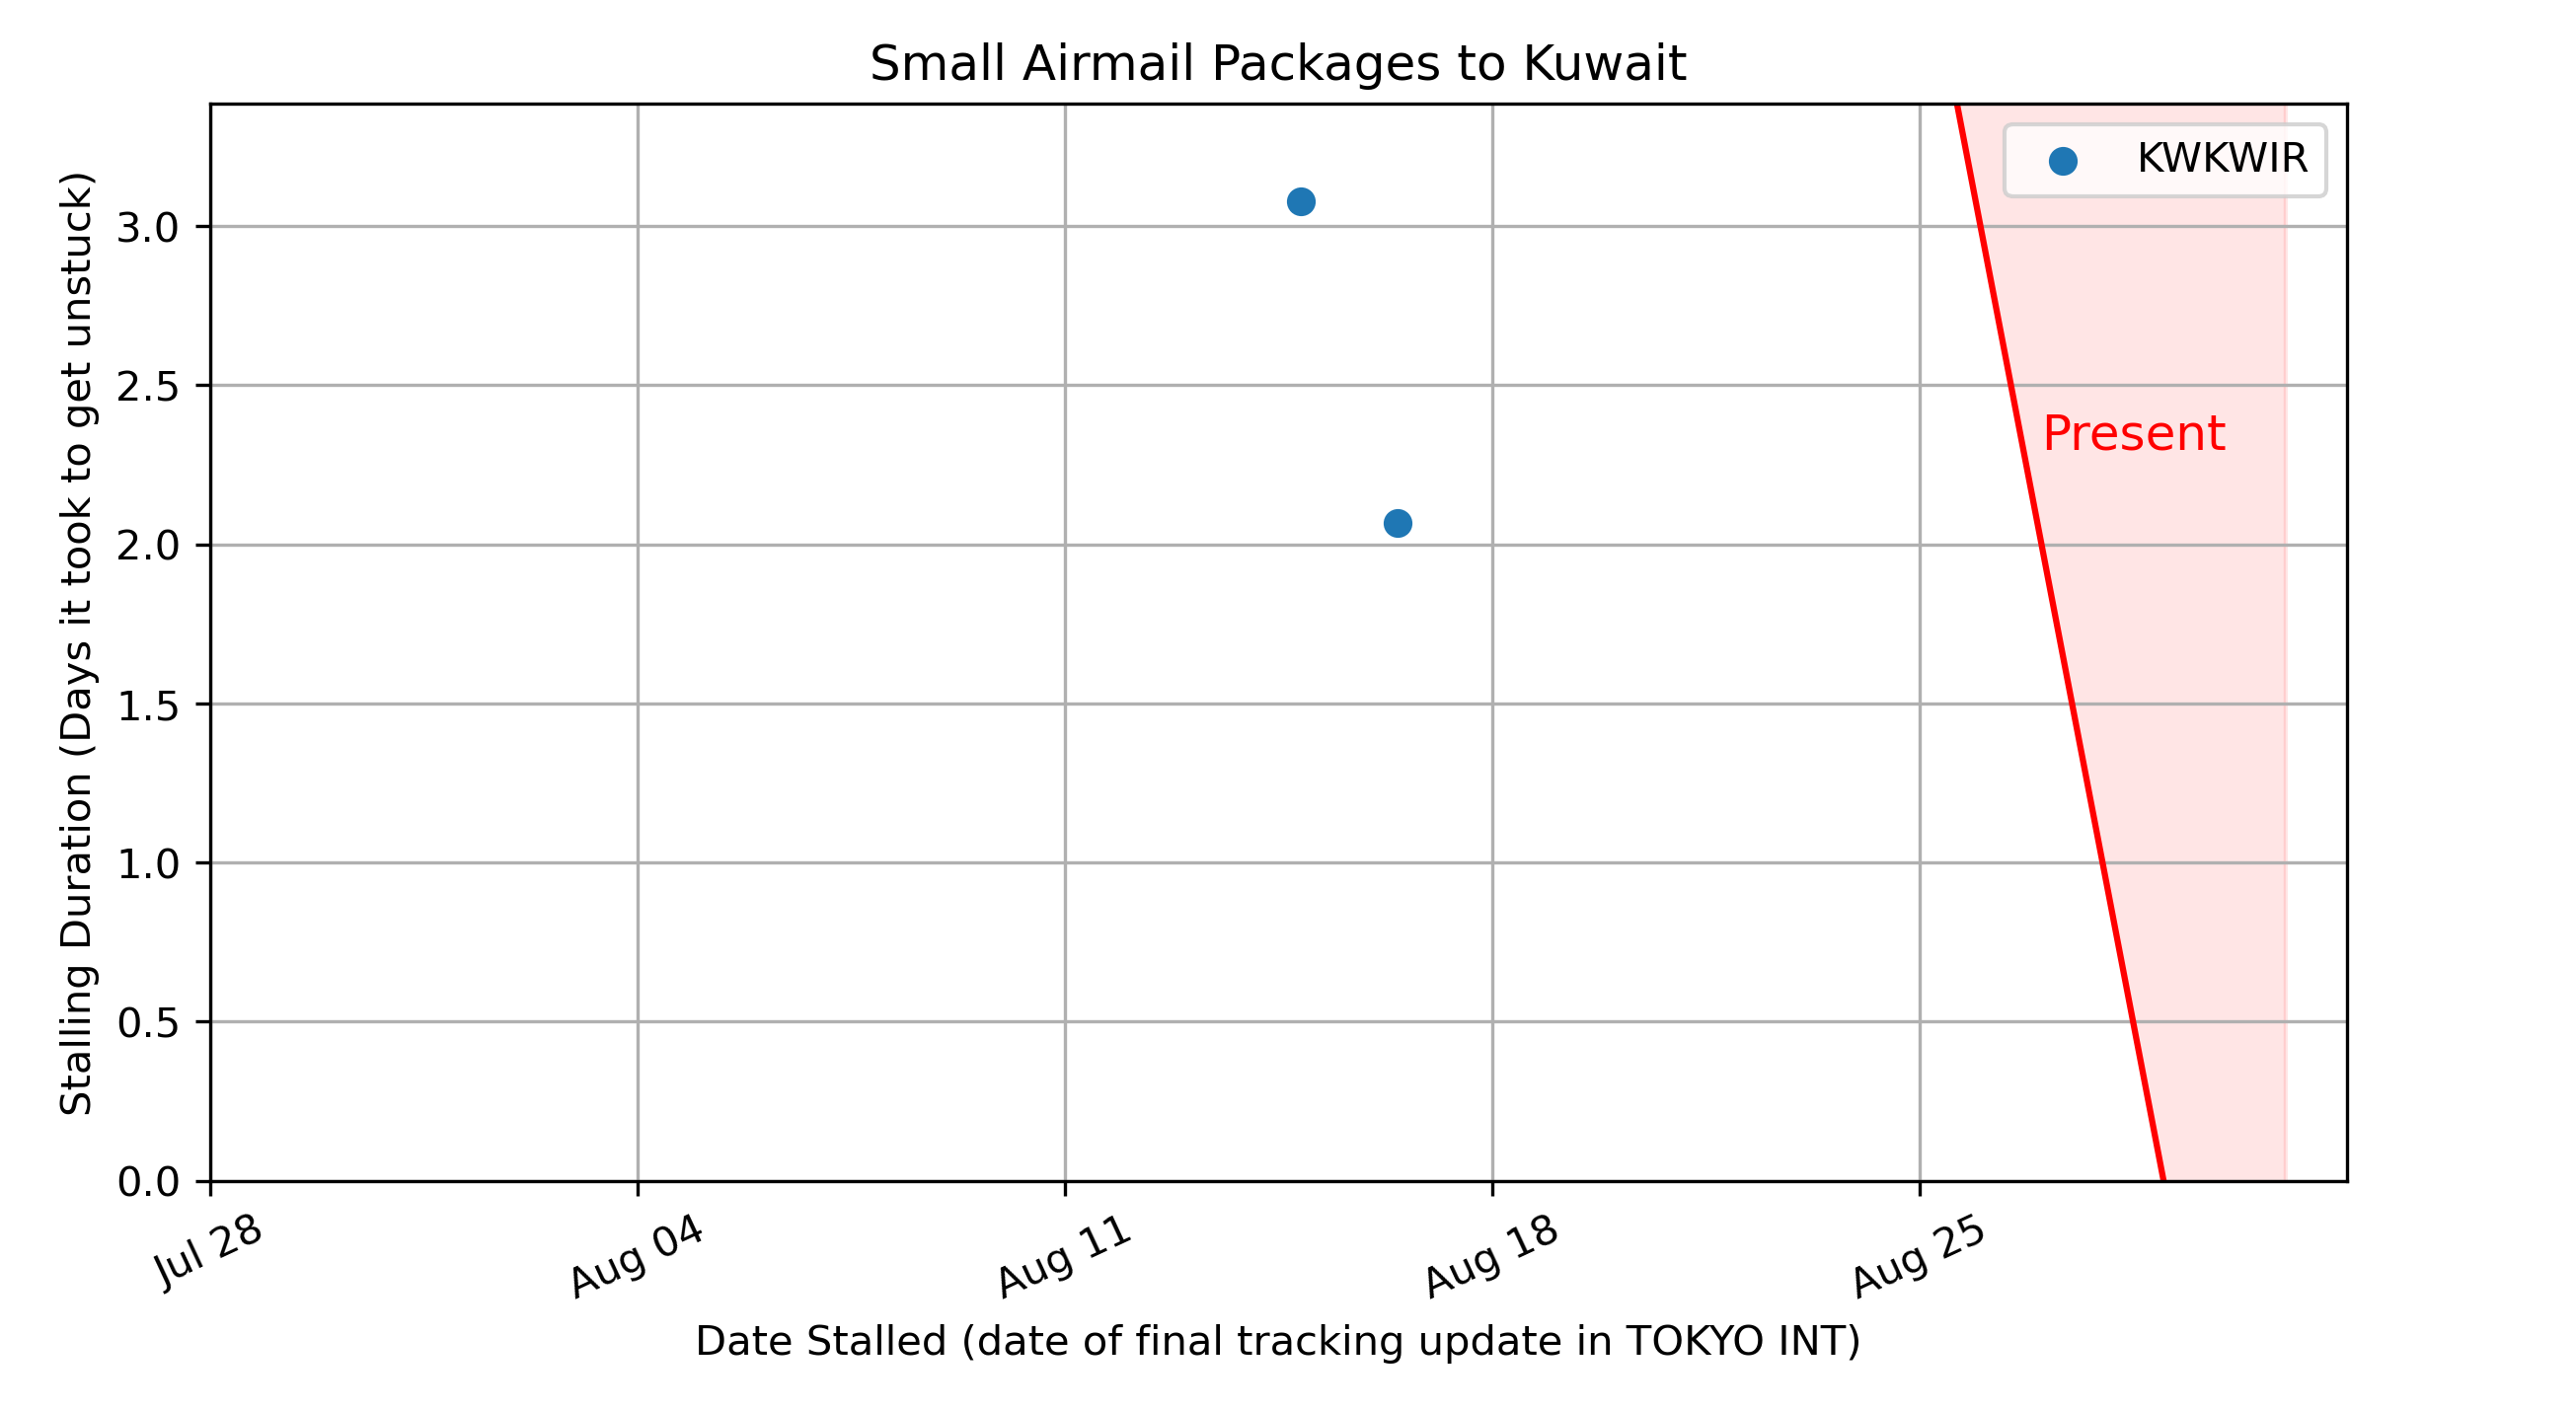 Small Airmail Packages to Kuwait
KWKWIR
Present
Stalling Duration (Days it took to get unstuck)
3.0
2.5
2.0
1.5
1.0
0.5
0.0
Jul 28
Aug 04
Aug 11
Aug 18
Aug 25
Date Stalled (date of final tracking update in TOKYO INT)